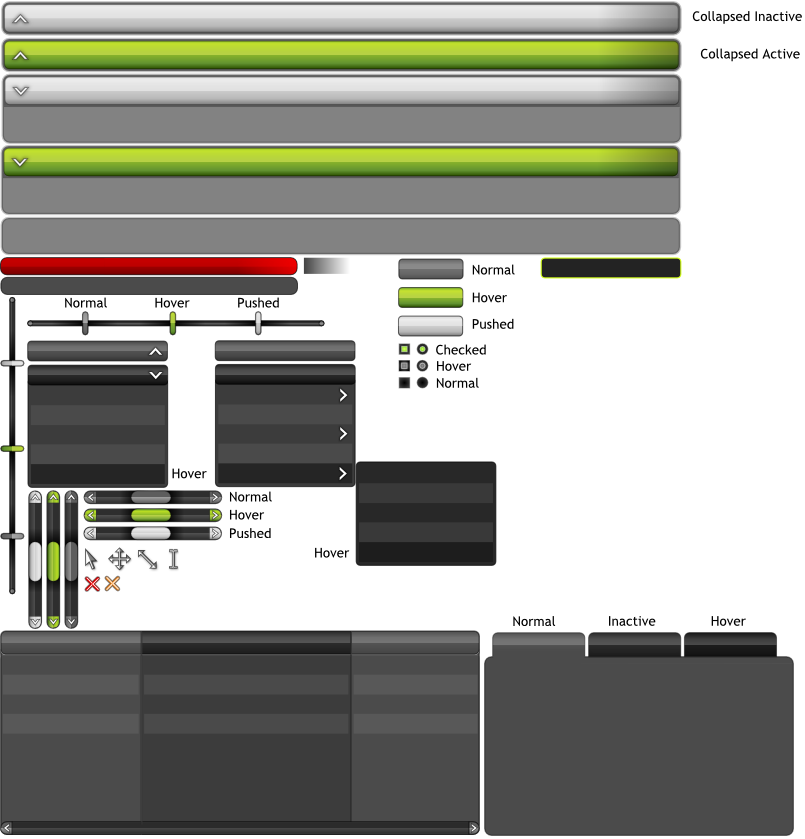 Collapsed Inactive
Collapsed Active
Normal
Hover
Pushed
Normal
Hover
Pushed
Checked
Hover
Normal
Hover
Normal
Hover
Pushed
Hover
Normal
Inactive
Hover